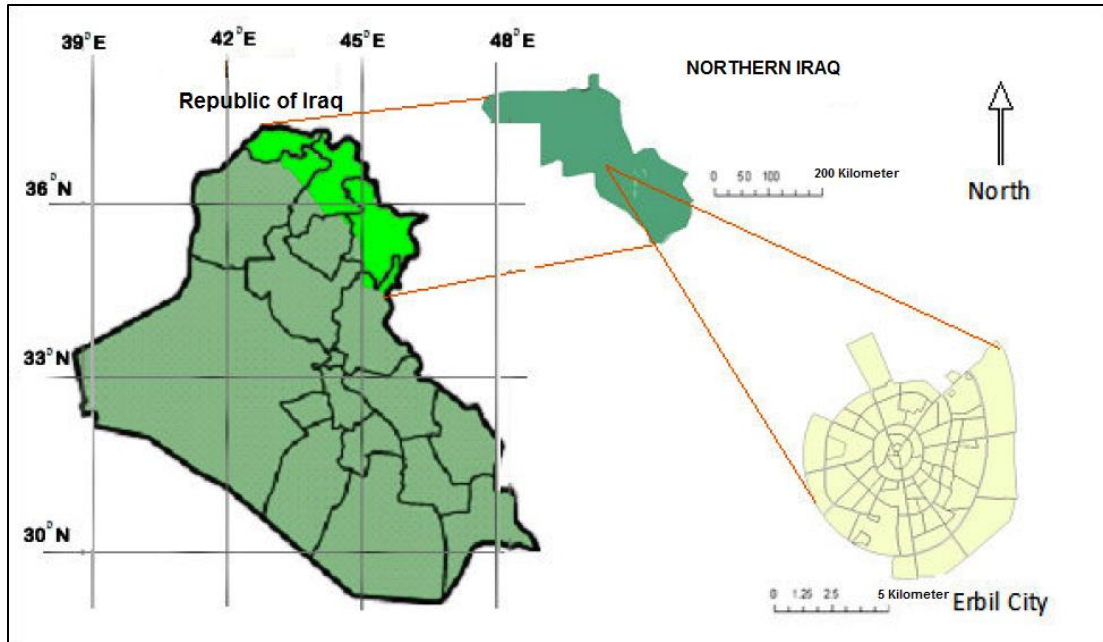 39°E 42°E 45°E 48°E
NORTHERN IRAQ
Republic of Iraq
36°N
0 50 100 200 Kilometer
North
33°N
30°N
0 1.25 2.5 5 Kilometer
Erbil City